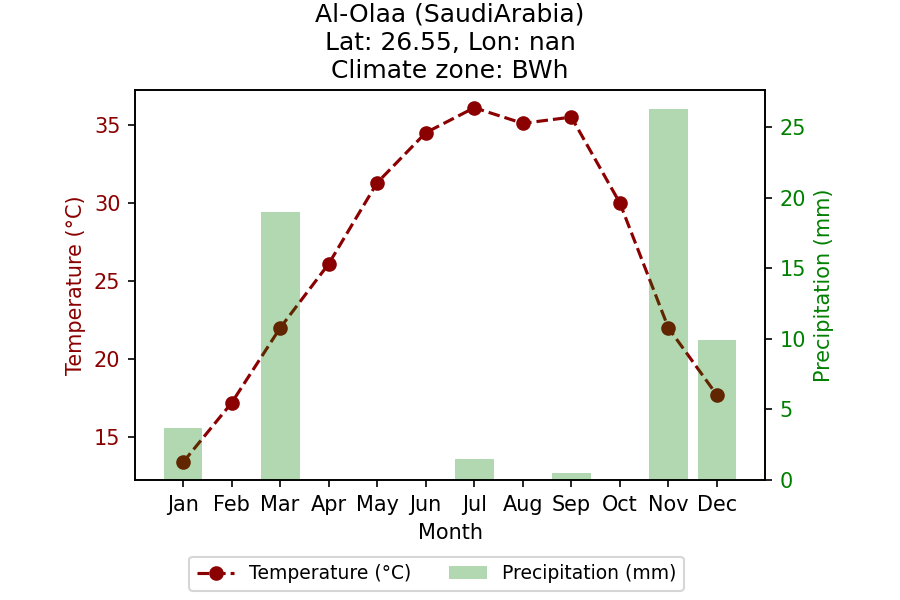 Al-Olaa (SaudiArabia)
Lat: 26.55, Lon: nan
Climate zone: BWh
35
30
25
20
15
Temperature (°C)
25
20
15
10
5
0
Precipitation (mm)
Jan Feb Mar Apr May Jun Jul Aug Sep Oct Nov Dec
Month
Temperature (°C) Precipitation (mm)